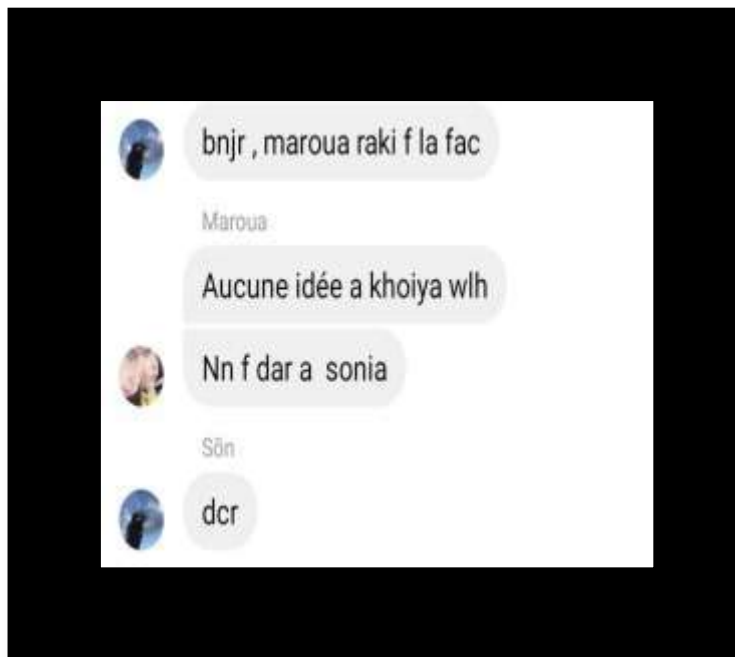 bnjr , maroua raki f la fac
Maroua
Aucune idée a khoiya wlh
Nn f dar a sonia
Sön
dcr